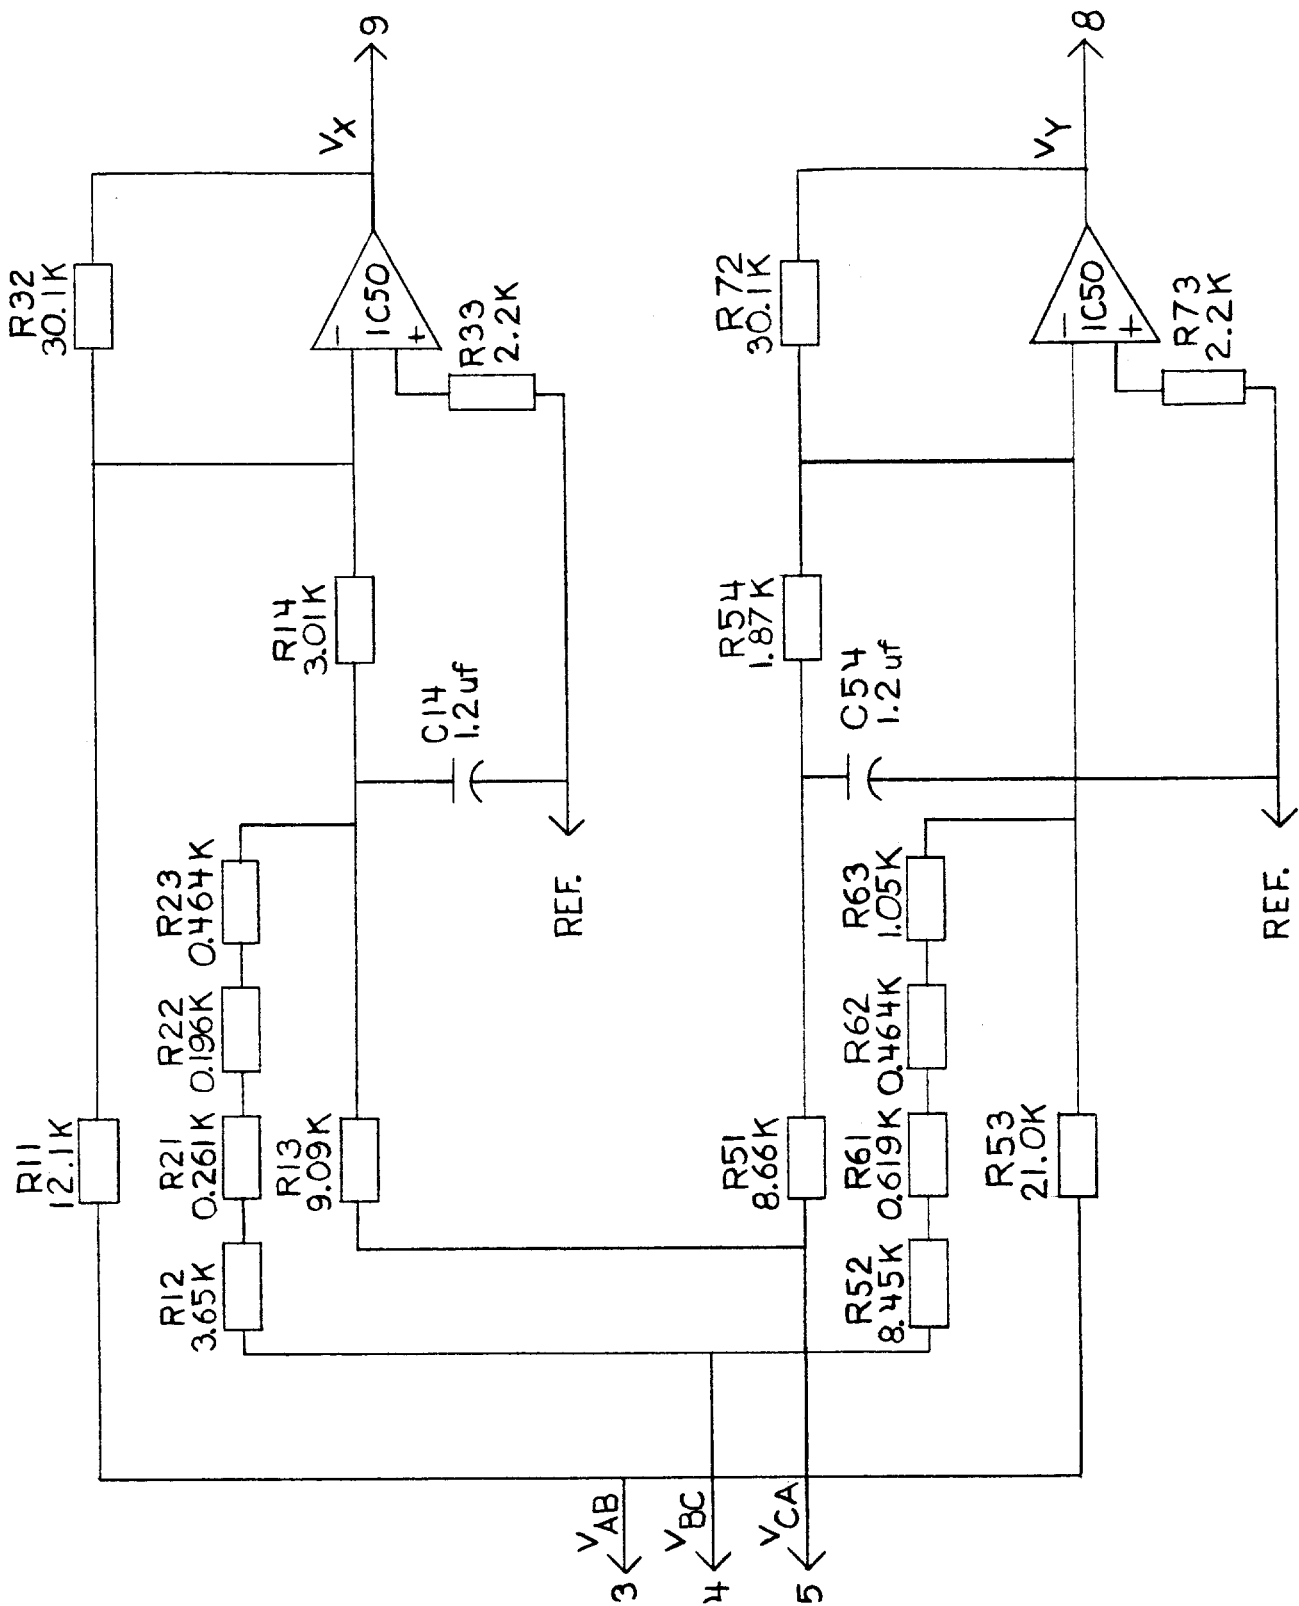 R32
30.1K
VX
9
IC50
−
+
R33
2.2K
R14
3.01K
C14
1.2uf
REF.
R11
12.1K
R12
3.65K
R21
0.261K
R22
0.196K
R23
0.464K
R13
9.09K
VAB
3
VBC
4
VCA
5
R72
30.1K
VY
8
IC50
−
+
R73
2.2K
R54
1.87K
C54
1.2uf
REF.
R51
8.66K
R52
8.45K
R61
0.619K
R62
0.464K
R63
1.05K
R53
21.0K